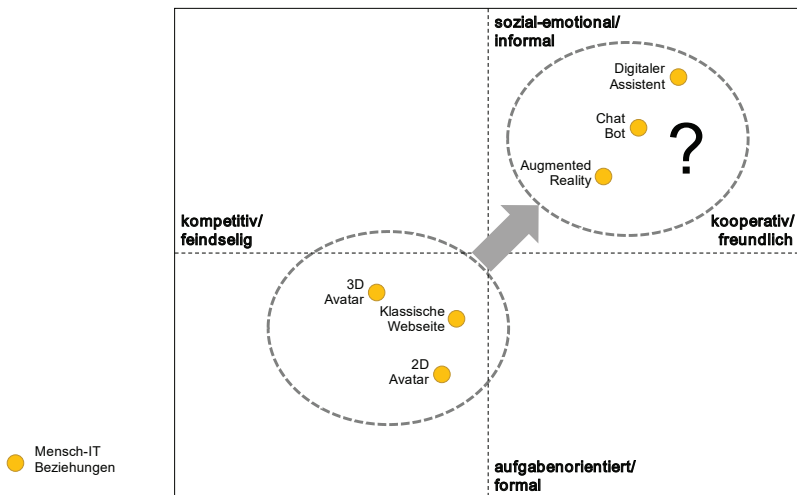 sozial-emotional/
informal
Digitaler
Assistent
Chat
Bot
?
Augmented
Reality
kompetitiv/
feindselig
kooperativ/
freundlich
3D
Avatar
Klassische
Webseite
2D
Avatar
Mensch-IT
Beziehungen
aufgabenorientiert/
formal